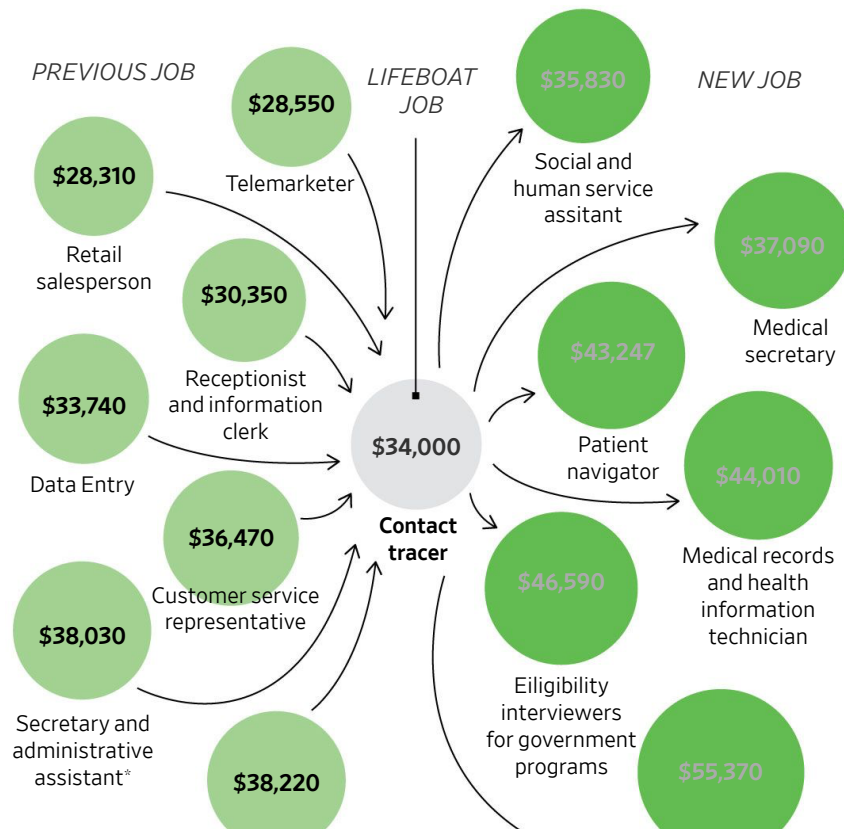 PREVIOUS JOB
LIFEBOAT
JOB
NEW JOB
$28,550
Telemarketer
$28,310
Retail
salesperson
$30,350
Receptionist
and information
clerk
$33,740
Data Entry
$36,470
Customer service
representative
$38,030
Secretary and
administrative
assistant*
$38,220
$34,000
Contact
tracer
$35,830
Social and
human service
assitant
$37,090
Medical
secretary
$43,247
Patient
navigator
$44,010
Medical records
and health
information
technician
$46,590
Eiligibility
interviewers
for government
programs
$55,370